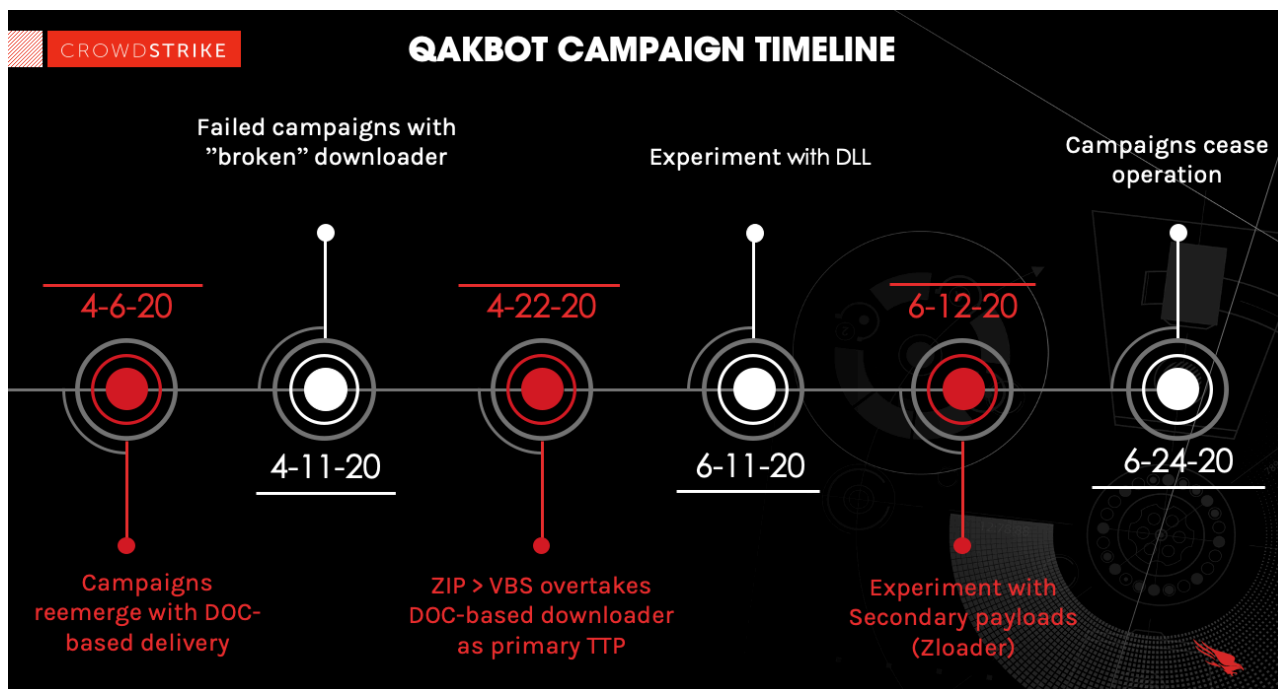 CROWDSTRIKE
QAKBOT CAMPAIGN TIMELINE
4-6-20
Campaigns
reemerge with DOC-
based delivery
Failed campaigns with
”broken” downloader
4-11-20
4-22-20
ZIP > VBS overtakes
DOC-based downloader
as primary TTP
Experiment with DLL
6-11-20
6-12-20
Experiment with
Secondary payloads
(Zloader)
Campaigns cease
operation
6-24-20